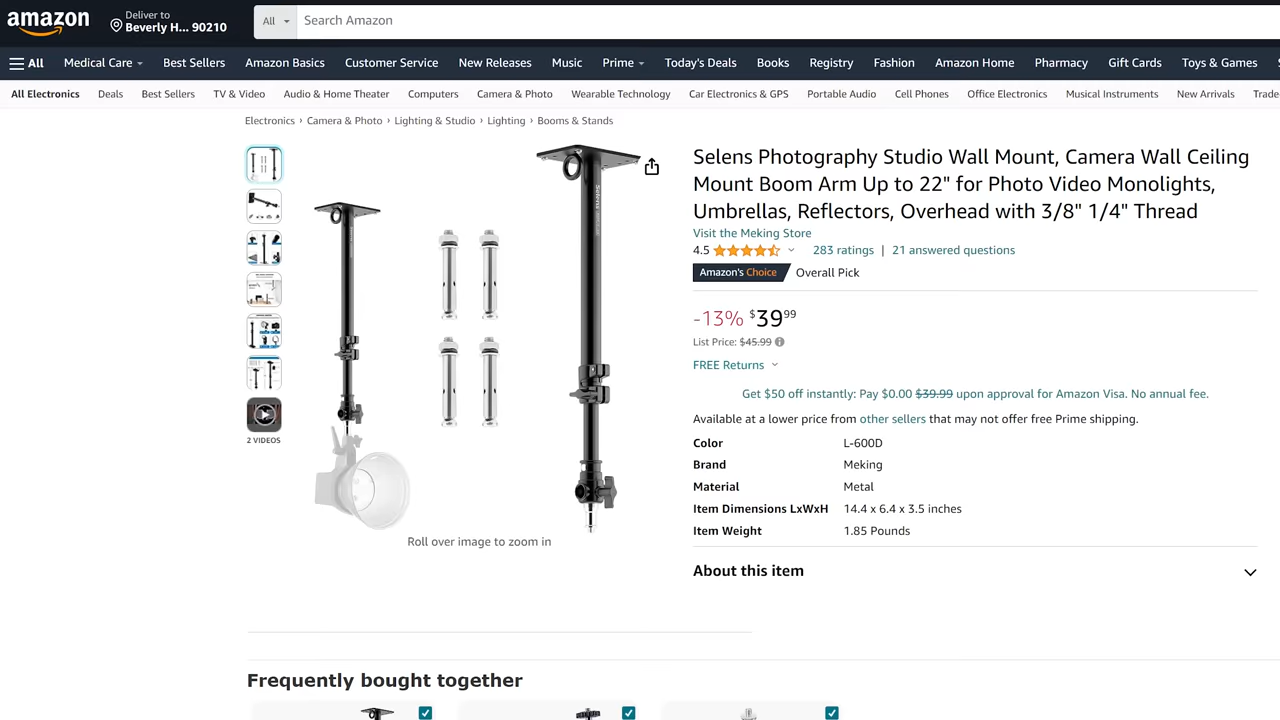 amazon
Deliver to
Beverly H... 90210
All
Search Amazon
All
Medical Care
Best Sellers
Amazon Basics
Customer Service
New Releases
Music
Prime
Today's Deals
Books
Registry
Fashion
Amazon Home
Pharmacy
Gift Cards
Toys & Games
All Electronics
Deals
Best Sellers
TV & Video
Audio & Home Theater
Computers
Camera & Photo
Wearable Technology
Car Electronics & GPS
Portable Audio
Cell Phones
Office Electronics
Musical Instruments
New Arrivals
Trade
Electronics › Camera & Photo › Lighting & Studio › Lighting › Booms & Stands
2 VIDEOS
Selens
Roll over image to zoom in
Selens Photography Studio Wall Mount, Camera Wall Ceiling
Mount Boom Arm Up to 22" for Photo Video Monolights,
Umbrellas, Reflectors, Overhead with 3/8" 1/4" Thread
Visit the Meking Store
4.5 283 ratings | 21 answered questions
Amazon's Choice Overall Pick
-13% $39 99
List Price: $45.99
FREE Returns
Get $50 off instantly: Pay $0.00 $39.99 upon approval for Amazon Visa. No annual fee.
Available at a lower price from other sellers that may not offer free Prime shipping.
Color L-600D
Brand Meking
Material Metal
Item Dimensions LxWxH 14.4 x 6.4 x 3.5 inches
Item Weight 1.85 Pounds
About this item
Frequently bought together